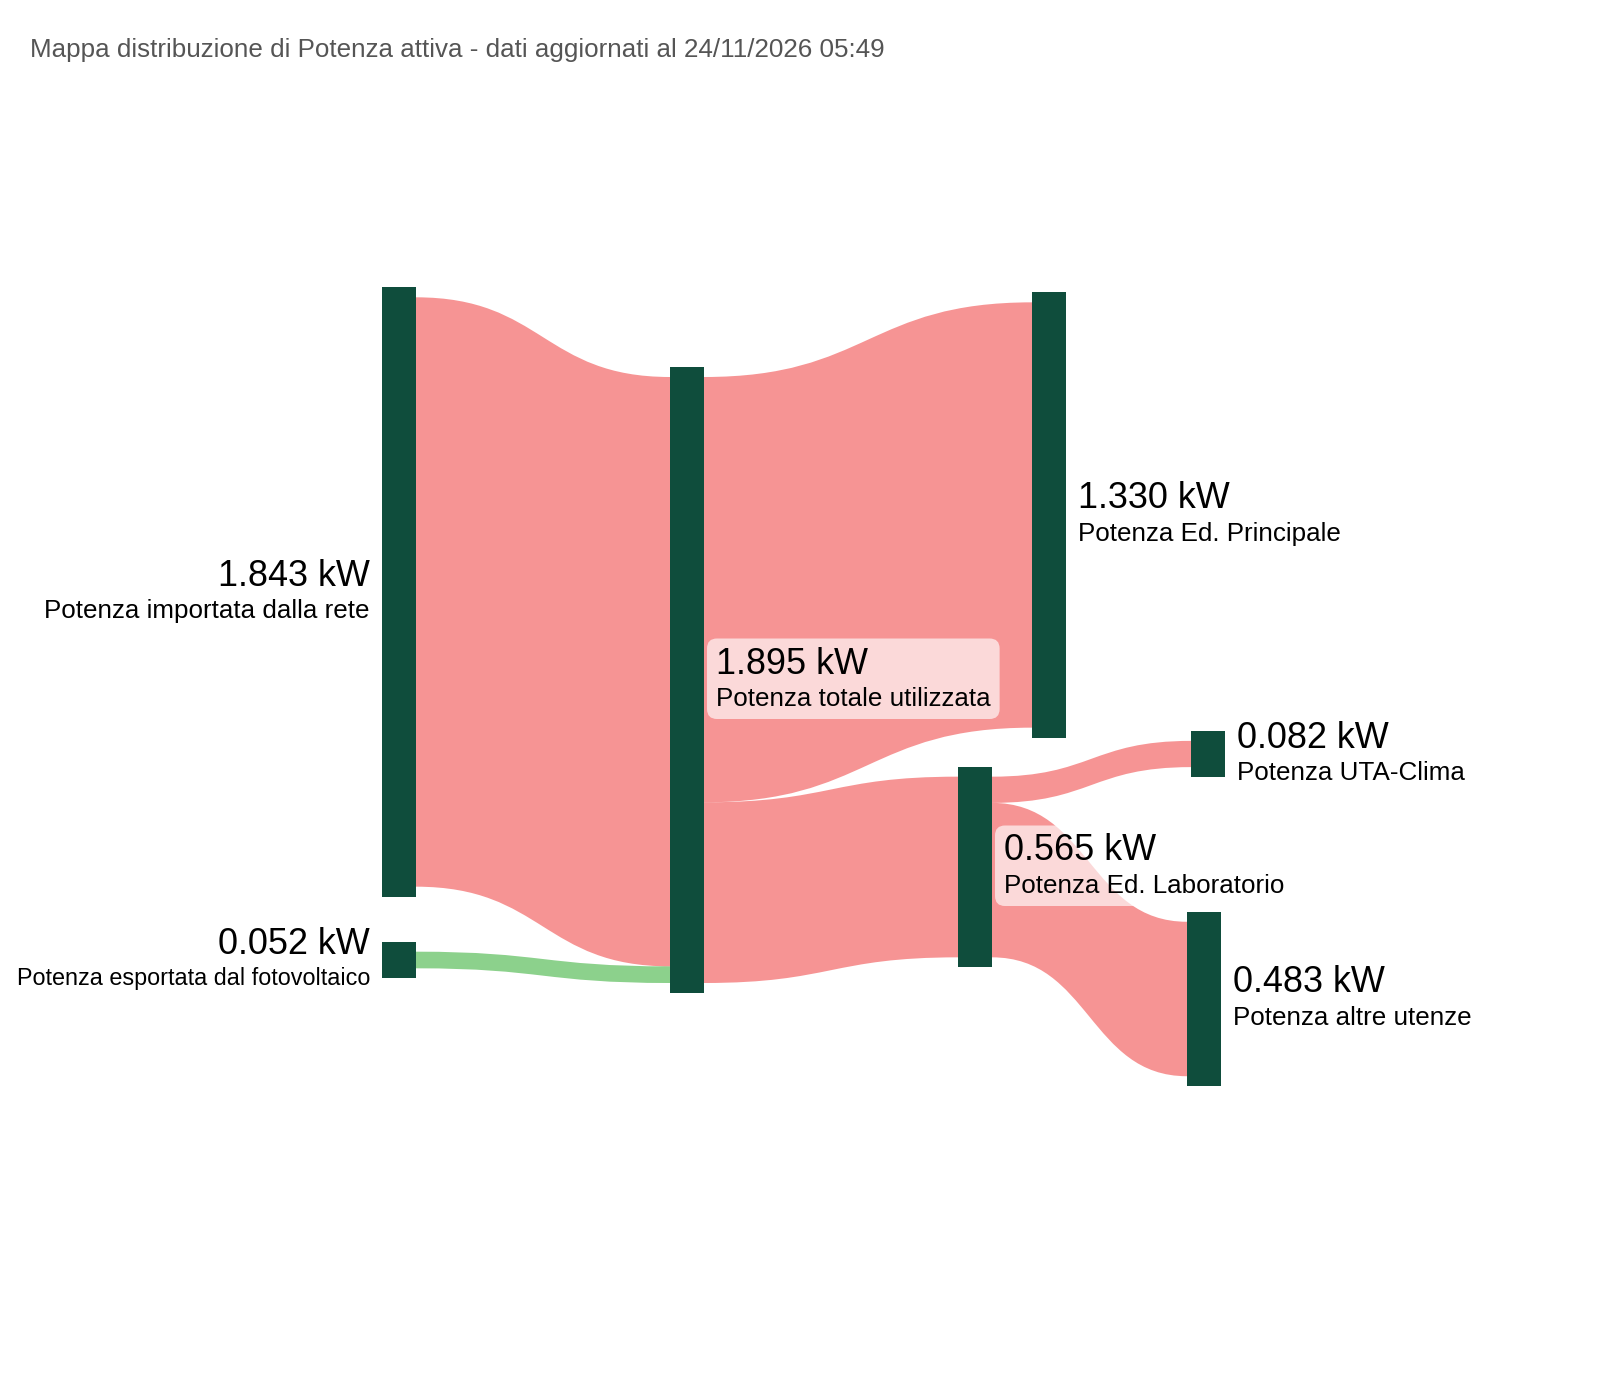 Mappa distribuzione di Potenza attiva - dati aggiornati al 24/11/2026 05:49
1.843 kW
Potenza importata dalla rete
0.052 kW
Potenza esportata dal fotovoltaico
1.895 kW
Potenza totale utilizzata
1.330 kW
Potenza Ed. Principale
0.565 kW
Potenza Ed. Laboratorio
0.082 kW
Potenza UTA-Clima
0.483 kW
Potenza altre utenze